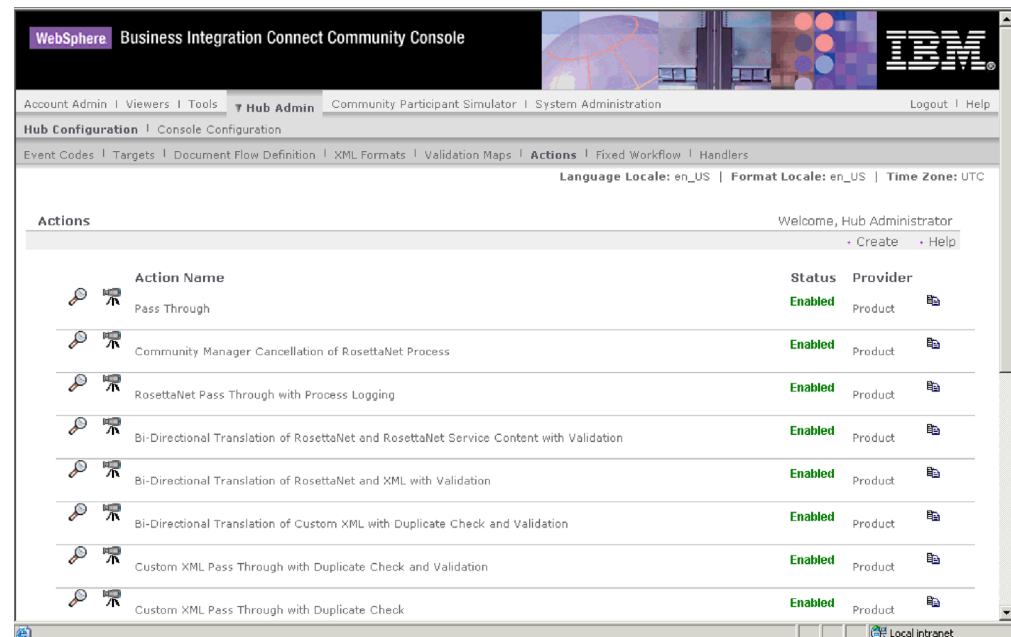 WebSphere Business Integration Connect Community Console
IBM®
Account Admin | Viewers | Tools Hub Admin Community Participant Simulator | System Administration Logout | Help
Hub Configuration | Console Configuration
Event Codes | Targets | Document Flow Definition | XML Formats | Validation Maps | Actions | Fixed Workflow | Handlers
Language Locale: en_US | Format Locale: en_US | Time Zone: UTC
Actions Welcome, Hub Administrator
• Create • Help
Action Name Status Provider
Pass Through Enabled Product
Community Manager Cancellation of RosettaNet Process Enabled Product
RosettaNet Pass Through with Process Logging Enabled Product
Bi-Directional Translation of RosettaNet and RosettaNet Service Content with Validation Enabled Product
Bi-Directional Translation of RosettaNet and XML with Validation Enabled Product
Bi-Directional Translation of Custom XML with Duplicate Check and Validation Enabled Product
Custom XML Pass Through with Duplicate Check and Validation Enabled Product
Custom XML Pass Through with Duplicate Check Enabled Product
Local intranet